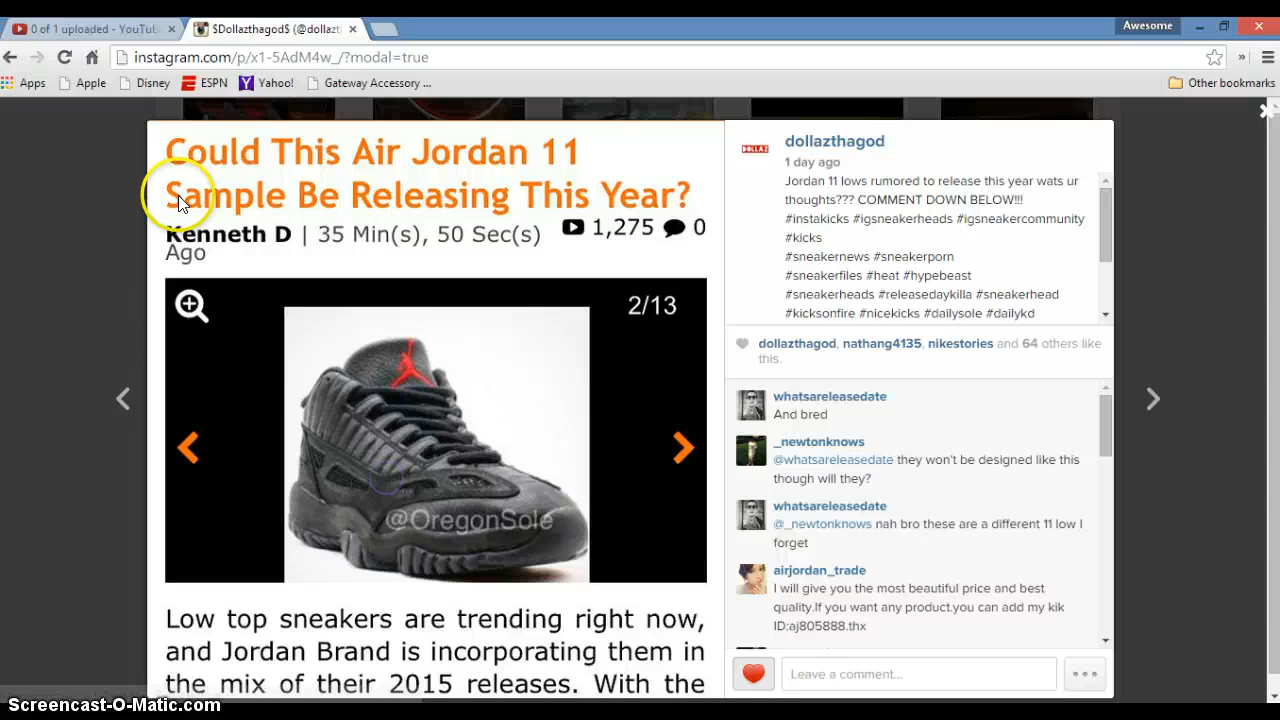 0 of 1 uploaded - YouTub
$Dollazthagod$ (@dollazt
Awesome
instagram.com/p/x1-5AdM4w_/?modal=true
Apps
Apple
Disney
ESPN
Yahoo!
Gateway Accessory ...
Other bookmarks
Could This Air Jordan 11
Sample Be Releasing This Year?
Kenneth D | 35 Min(s), 50 Sec(s)
Ago
1,275
0
2/13
@OregonSole
Low top sneakers are trending right now,
and Jordan Brand is incorporating them in
the mix of their 2015 releases. With the
DOLLAZ
dollazthagod
1 day ago
Jordan 11 lows rumored to release this year wats ur
thoughts??? COMMENT DOWN BELOW!!!
#instakicks #igsneakerheads #igsneakercommunity
#kicks
#sneakernews #sneakerporn
#sneakerfiles #heat #hypebeast
#sneakerheads #releasedaykilla #sneakerhead
#kicksonfire #nicekicks #dailysole #dailykd
dollazthagod, nathang4135, nikestories and 64 others like
this.
whatsareleasedate
And bred
_newtonknows
@whatsareleasedate they won't be designed like this
though will they?
whatsareleasedate
@_newtonknows nah bro these are a different 11 low I
forget
airjordan_trade
I will give you the most beautiful price and best
quality.If you want any product.you can add my kik
ID:aj805888.thx
Leave a comment...
Screencast-O-Matic.com